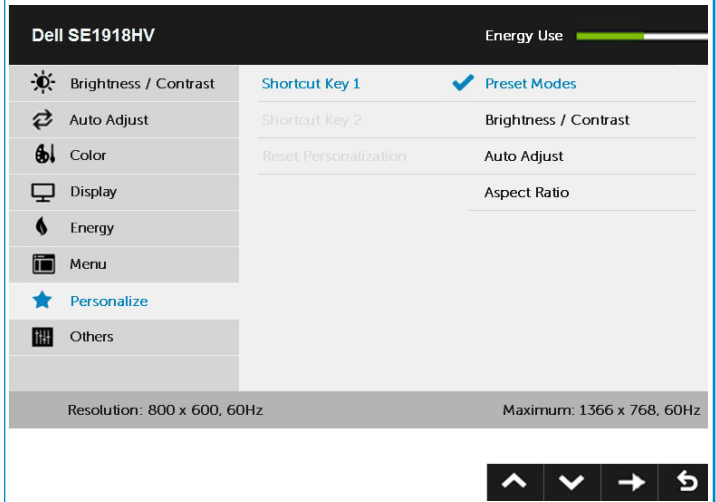 Dell SE1918HV
Energy Use
Brightness / Contrast
Shortcut Key 1
Preset Modes
Auto Adjust
Shortcut Key 2
Brightness / Contrast
Color
Reset Personalization
Auto Adjust
Display
Aspect Ratio
Energy
Menu
Personalize
Others
Resolution: 800 x 600, 60Hz
Maximum: 1366 x 768, 60Hz